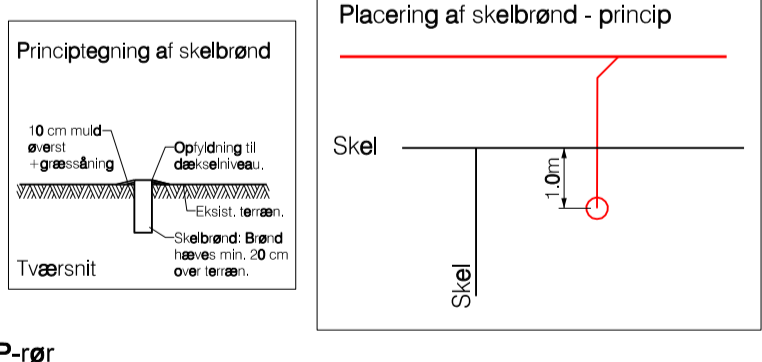 Principtegning af skelbrønd
10 cm muld
øverst
+græssåning
Opfyldning til
dækselniveau.
Eksist. terræn.
Skelbrønd: Brønd
hæves min. 20 cm
over terræn.
Tværsnit
Placering af skelbrønd - princip
Skel
1.0m
Skel
P-rør